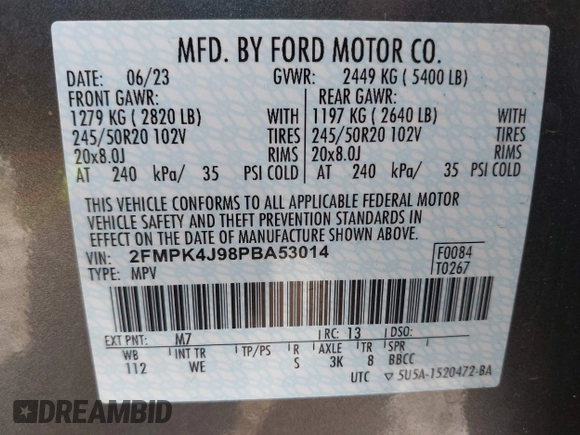 MFD. BY FORD MOTOR CO.
DATE: 06/23 GVWR: 2449 KG ( 5400 LB)
FRONT GAWR: REAR GAWR:
1279 KG ( 2820 LB) WITH 1197 KG ( 2640 LB) WITH
245/50R20 102V TIRES 245/50R20 102V TIRES
20x8.0J RIMS 20x8.0J RIMS
AT 240 kPa/ 35 PSI COLD AT 240 kPa/ 35 PSI COLD
THIS VEHICLE CONFORMS TO ALL APPLICABLE FEDERAL MOTOR
VEHICLE SAFETY AND THEFT PREVENTION STANDARDS IN
EFFECT ON THE DATE OF MANUFACTURE SHOWN ABOVE.
VIN: 2FMPK4J98PBA53014 F0084
TYPE: MPV T0267
EXT PNT: M7 RC: 13 DSO:
WB INT TR TP/PS R AXLE TR SPR
112 WE S 3K 8 BBCC
UTC ▽ 5U5A-1520472-BA
DREAMBID